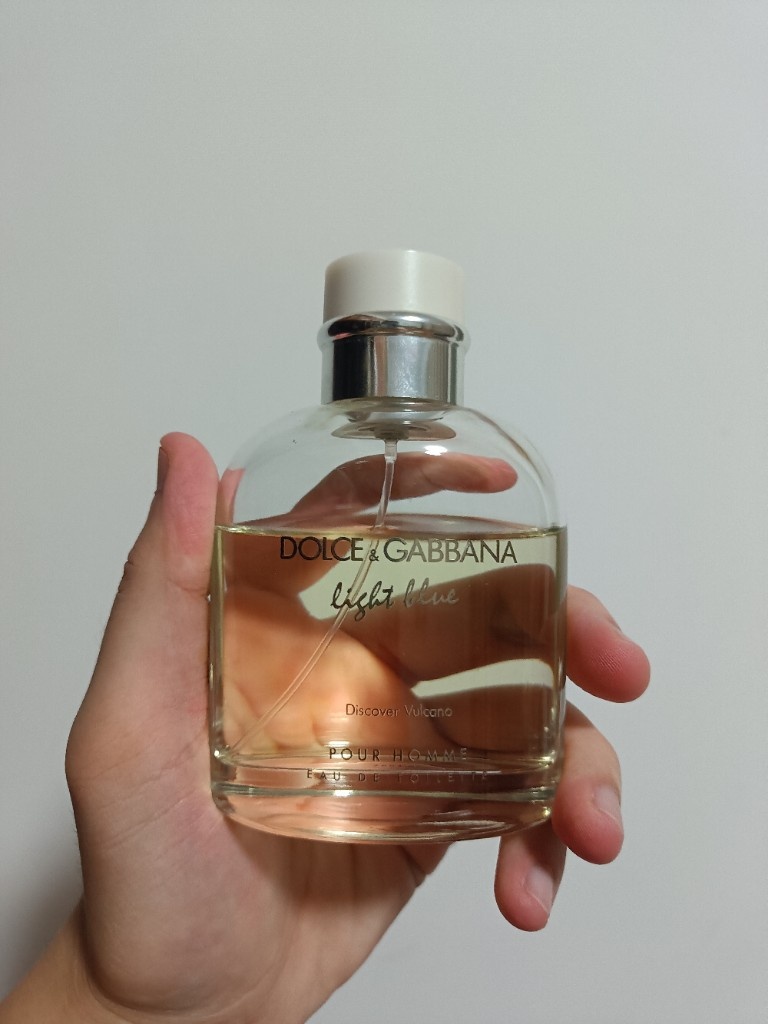 DOLCE & GABBANA
light blue
Discover Vulcano
POUR HOMME
EAU DE TOILETTE